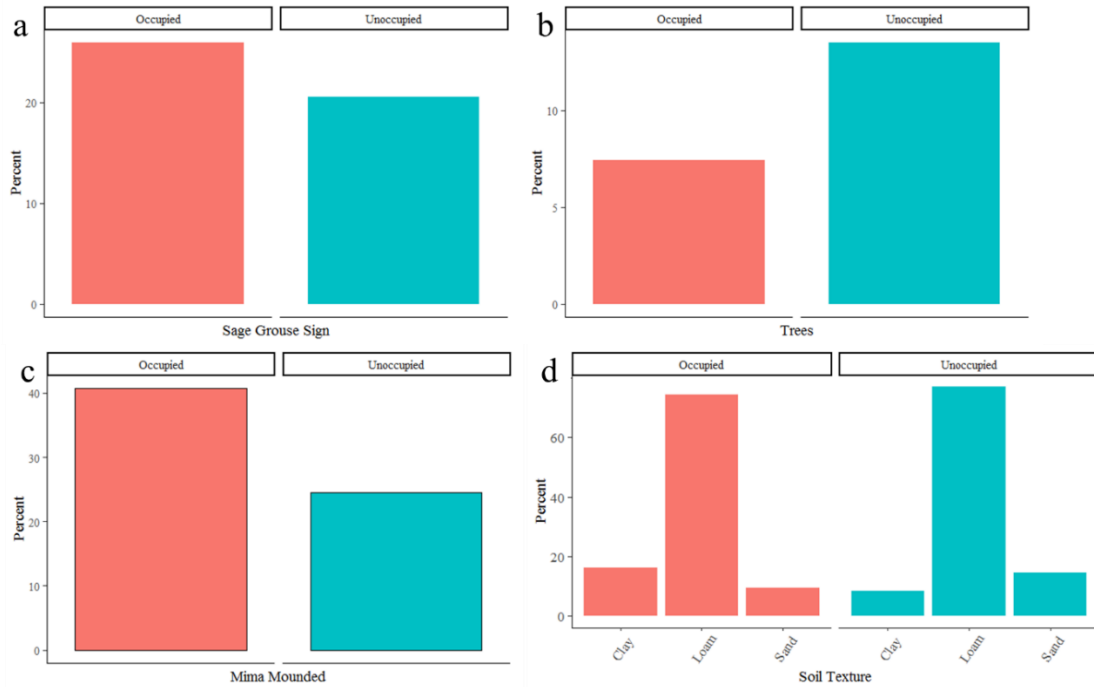 a
Occupied
Unoccupied
Percent
20
10
0
Sage Grouse Sign
b
Occupied
Unoccupied
Percent
10
5
0
Trees
c
Occupied
Unoccupied
Percent
40
30
20
10
0
Mima Mounded
d
Occupied
Unoccupied
Percent
60
40
20
0
Clay
Loam
Sand
Clay
Loam
Sand
Soil Texture